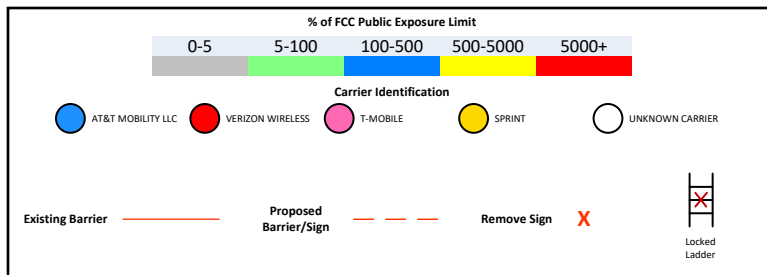 % of FCC Public Exposure Limit
0-5 5-100 100-500 500-5000 5000+
Carrier Identification
AT&T MOBILITY LLC VERIZON WIRELESS T-MOBILE SPRINT UNKNOWN CARRIER
Existing Barrier Proposed Barrier/Sign Remove Sign X
Locked
Ladder